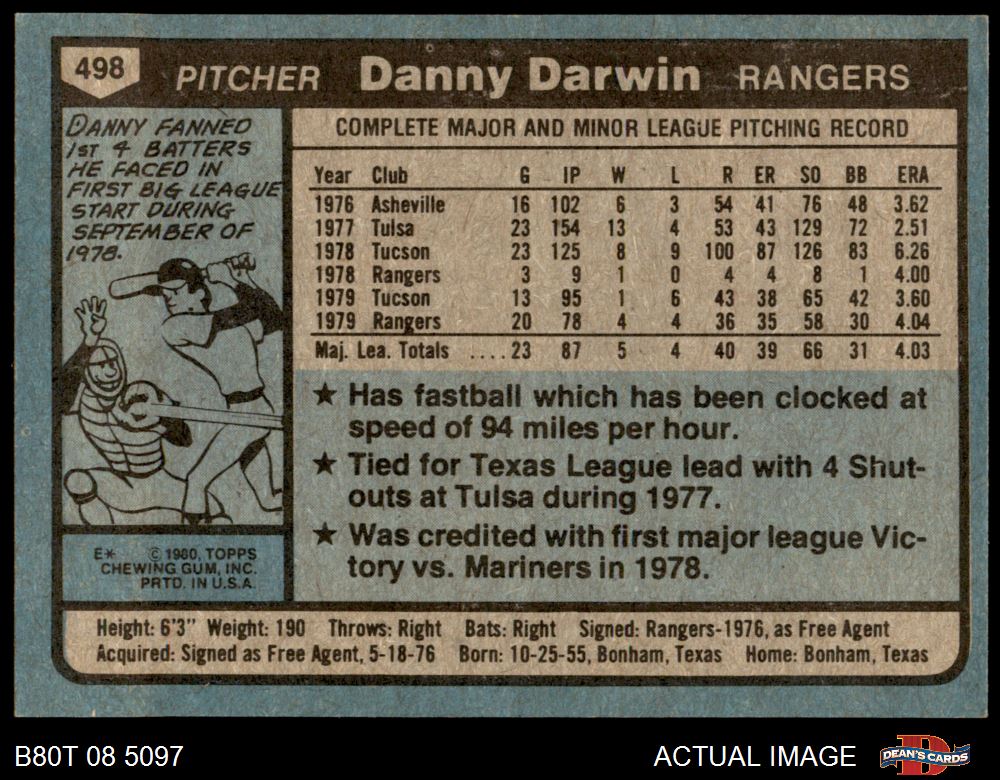 498 PITCHER Danny Darwin RANGERS
DANNY FANNED
1ST 4 BATTERS
HE FACED IN
FIRST BIG LEAGUE
START DURING
SEPTEMBER OF
1978.
COMPLETE MAJOR AND MINOR LEAGUE PITCHING RECORD
Year Club G IP W L R ER SO BB ERA
1976 Asheville 16 102 6 3 54 41 76 48 3.62
1977 Tulsa 23 154 13 4 53 43 129 72 2.51
1978 Tucson 23 125 8 9 100 87 126 83 6.26
1978 Rangers 3 9 1 0 4 4 8 1 4.00
1979 Tucson 13 95 1 6 43 38 65 42 3.60
1979 Rangers 20 78 4 4 36 35 58 30 4.04
Maj. Lea. Totals ....23 87 5 4 40 39 66 31 4.03
★ Has fastball which has been clocked at
speed of 94 miles per hour.
★ Tied for Texas League lead with 4 Shut-
outs at Tulsa during 1977.
★ Was credited with first major league Vic-
tory vs. Mariners in 1978.
E* © 1980, TOPPS
CHEWING GUM, INC.
PRTD. IN U.S.A.
Height: 6'3" Weight: 190 Throws: Right Bats: Right Signed: Rangers-1976, as Free Agent
Acquired: Signed as Free Agent, 5-18-76 Born: 10-25-55, Bonham, Texas Home: Bonham, Texas
B80T 08 5097 ACTUAL IMAGE DEAN'S CARDS